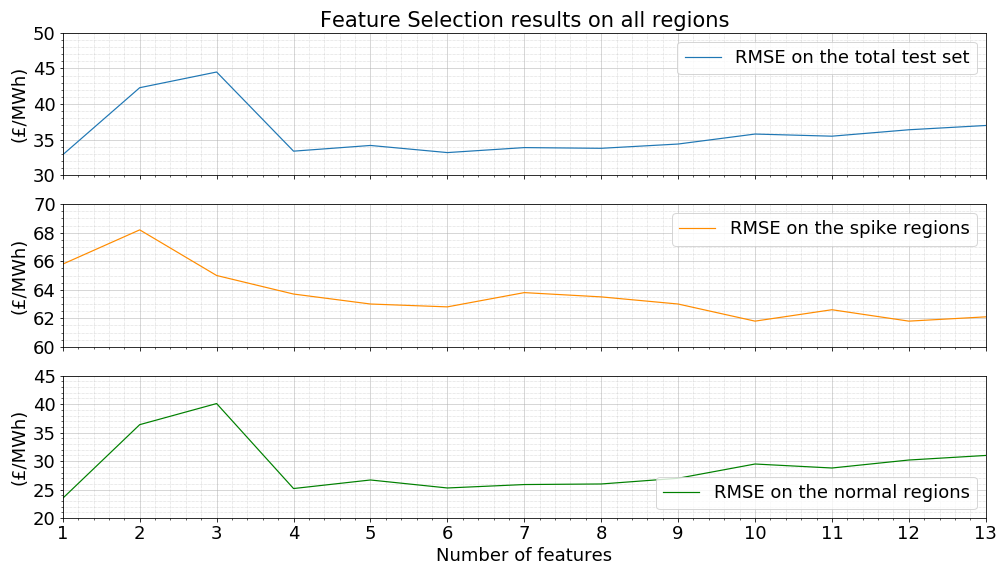 Feature Selection results on all regions
50
45
40
35
30
(£/MWh)
RMSE on the total test set
70
68
66
64
62
60
(£/MWh)
RMSE on the spike regions
45
40
35
30
25
20
(£/MWh)
RMSE on the normal regions
1 2 3 4 5 6 7 8 9 10 11 12 13
Number of features